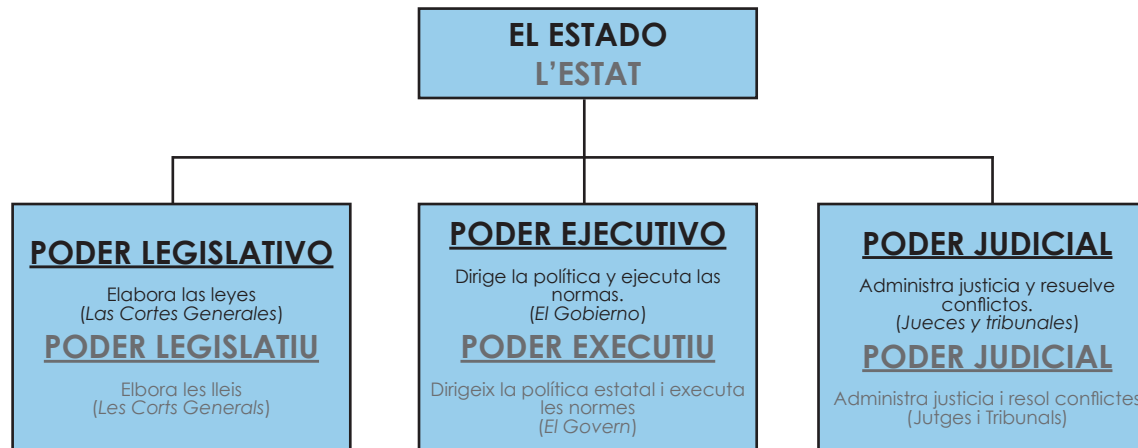 EL ESTADO
L'ESTAT
PODER LEGISLATIVO
Elabora las leyes
(Las Cortes Generales)
PODER LEGISLATIU
Elbora les lleis
(Les Corts Generals)
PODER EJECUTIVO
Dirige la política y ejecuta las
normas.
(El Gobierno)
PODER EXECUTIU
Dirigeix la política estatal i executa
les normes
(El Govern)
PODER JUDICIAL
Administra justicia y resuelve
conflictos.
(Jueces y tribunales)
PODER JUDICIAL
Administra justicia i resol conflictes
(Jutges i Tribunals)